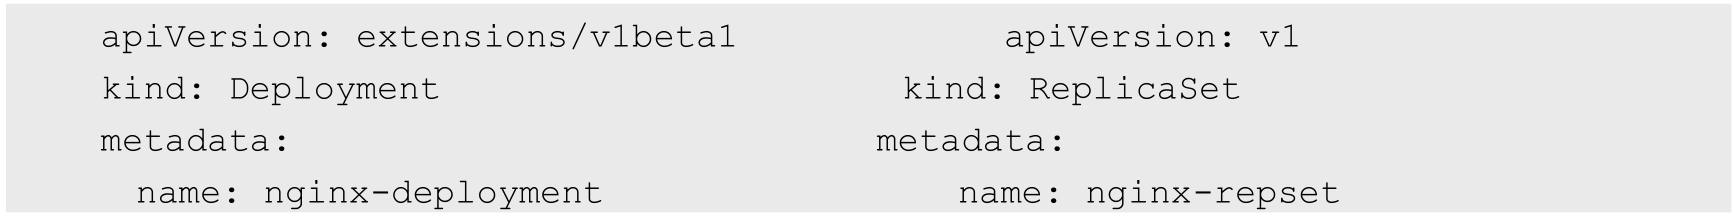 apiVersion: extensions/v1beta1 apiVersion: v1
kind: Deployment kind: ReplicaSet
metadata: metadata:
name: nginx-deployment name: nginx-repset